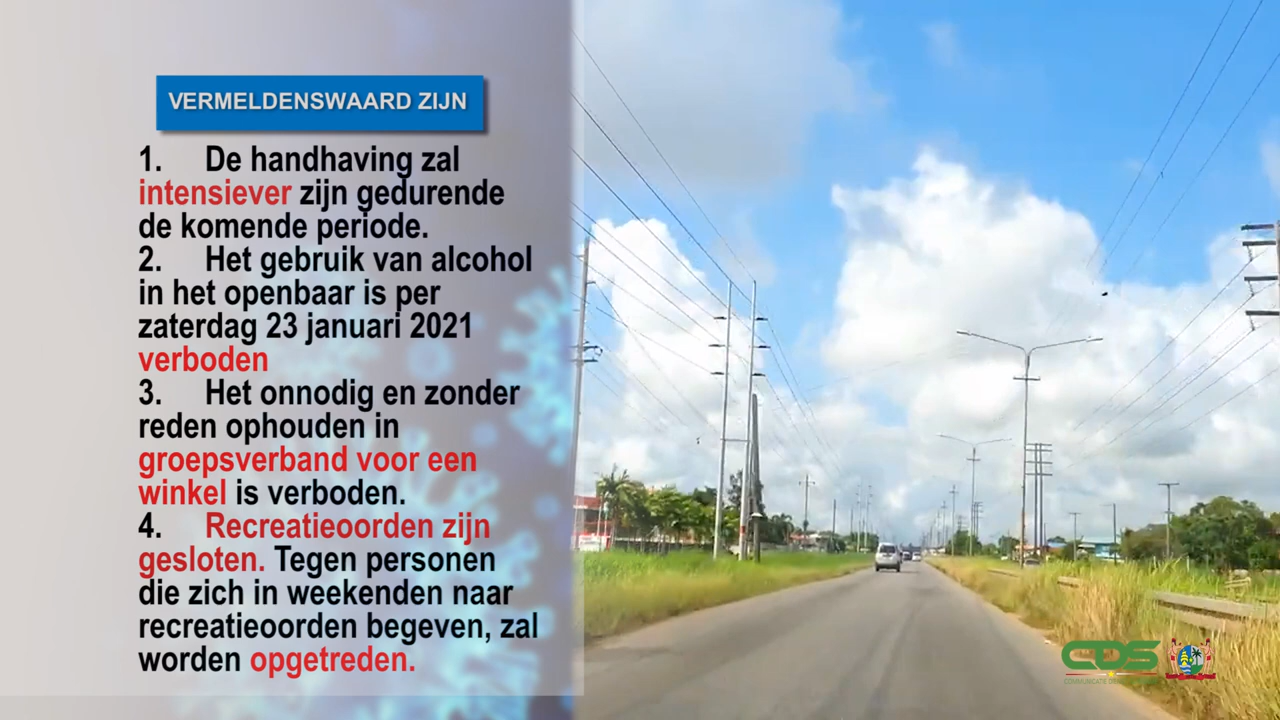 VERMELDENSWAARD ZIJN
1. De handhaving zal
intensiever zijn gedurende
de komende periode.
2. Het gebruik van alcohol
in het openbaar is per
zaterdag 23 januari 2021
verboden
3. Het onnodig en zonder
reden ophouden in
groepsverband voor een
winkel is verboden.
4. Recreatieoorden zijn
gesloten. Tegen personen
die zich in weekenden naar
recreatieoorden begeven, zal
worden opgetreden.
CDS